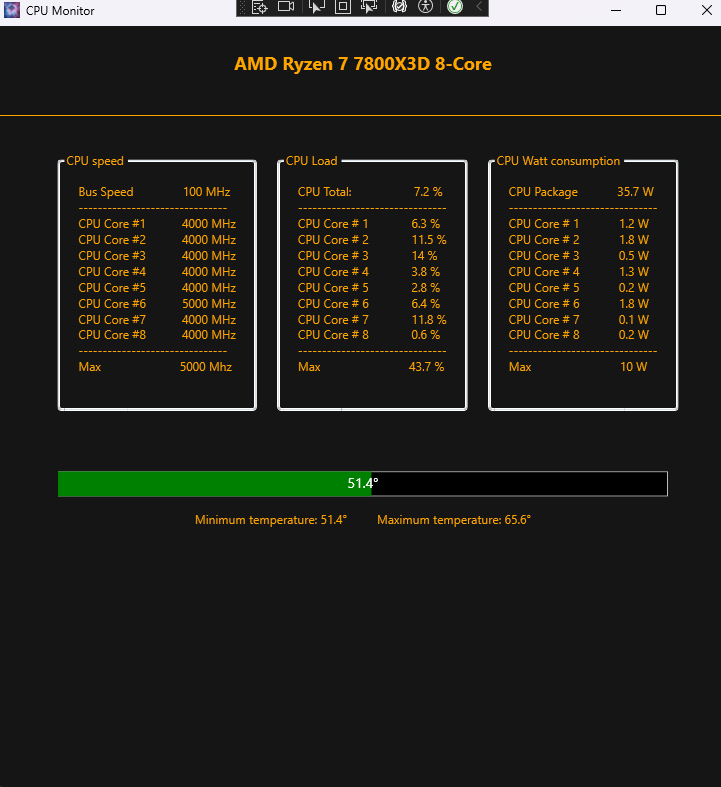 CPU Monitor
AMD Ryzen 7 7800X3D 8-Core
CPU speed
Bus Speed 100 MHz
--------------------------------
CPU Core #1 4000 MHz
CPU Core #2 4000 MHz
CPU Core #3 4000 MHz
CPU Core #4 4000 MHz
CPU Core #5 4000 MHz
CPU Core #6 5000 MHz
CPU Core #7 4000 MHz
CPU Core #8 4000 MHz
--------------------------------
Max 5000 Mhz
CPU Load
CPU Total: 7.2 %
--------------------------------
CPU Core # 1 6.3 %
CPU Core # 2 11.5 %
CPU Core # 3 14 %
CPU Core # 4 3.8 %
CPU Core # 5 2.8 %
CPU Core # 6 6.4 %
CPU Core # 7 11.8 %
CPU Core # 8 0.6 %
--------------------------------
Max 43.7 %
CPU Watt consumption
CPU Package 35.7 W
--------------------------------
CPU Core # 1 1.2 W
CPU Core # 2 1.8 W
CPU Core # 3 0.5 W
CPU Core # 4 1.3 W
CPU Core # 5 0.2 W
CPU Core # 6 1.8 W
CPU Core # 7 0.1 W
CPU Core # 8 0.2 W
--------------------------------
Max 10 W
51.4°
Minimum temperature: 51.4° Maximum temperature: 65.6°